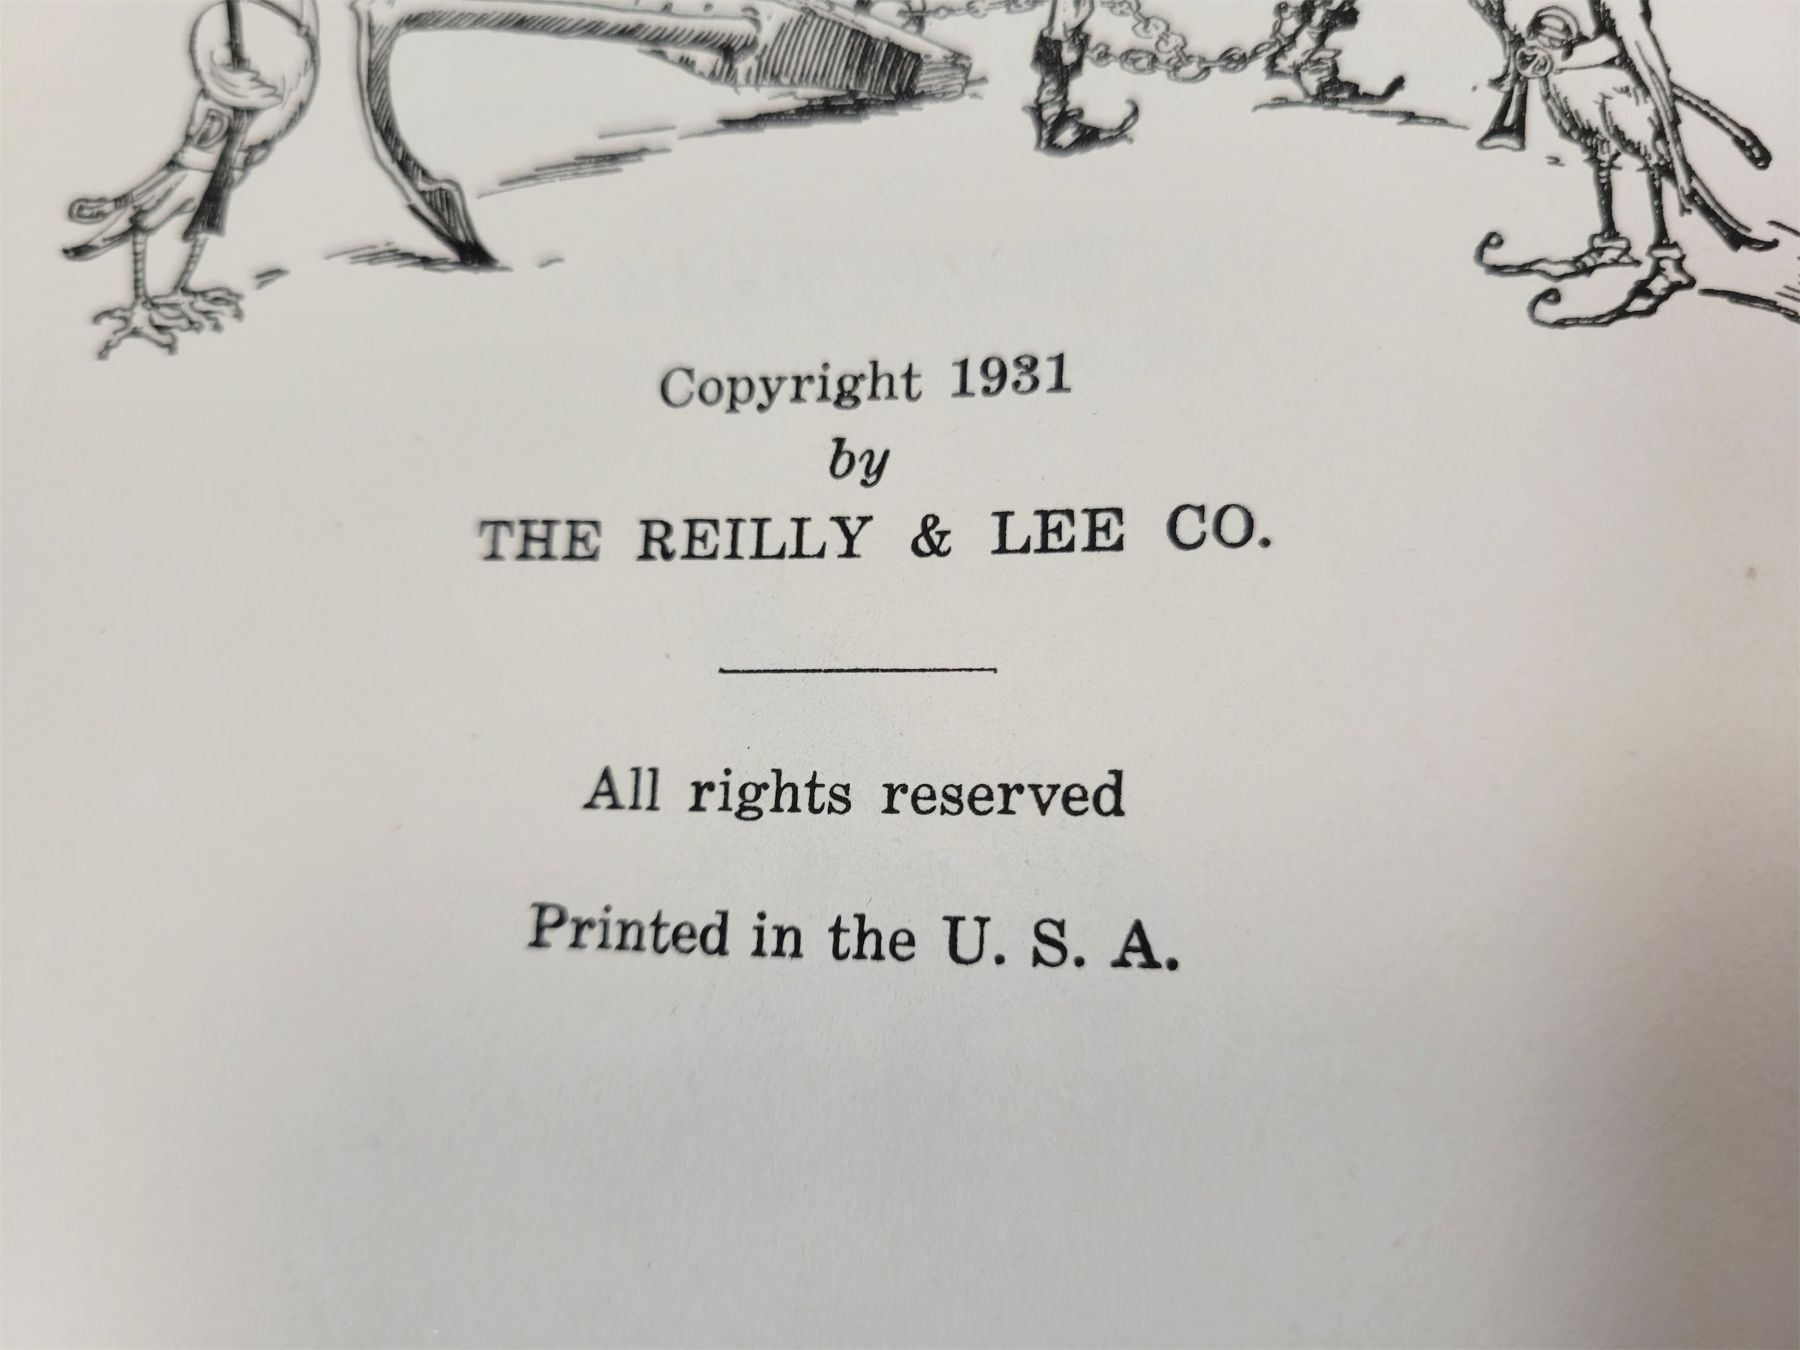 Copyright 1931
by
THE REILLY & LEE CO.
All rights reserved
Printed in the U. S. A.